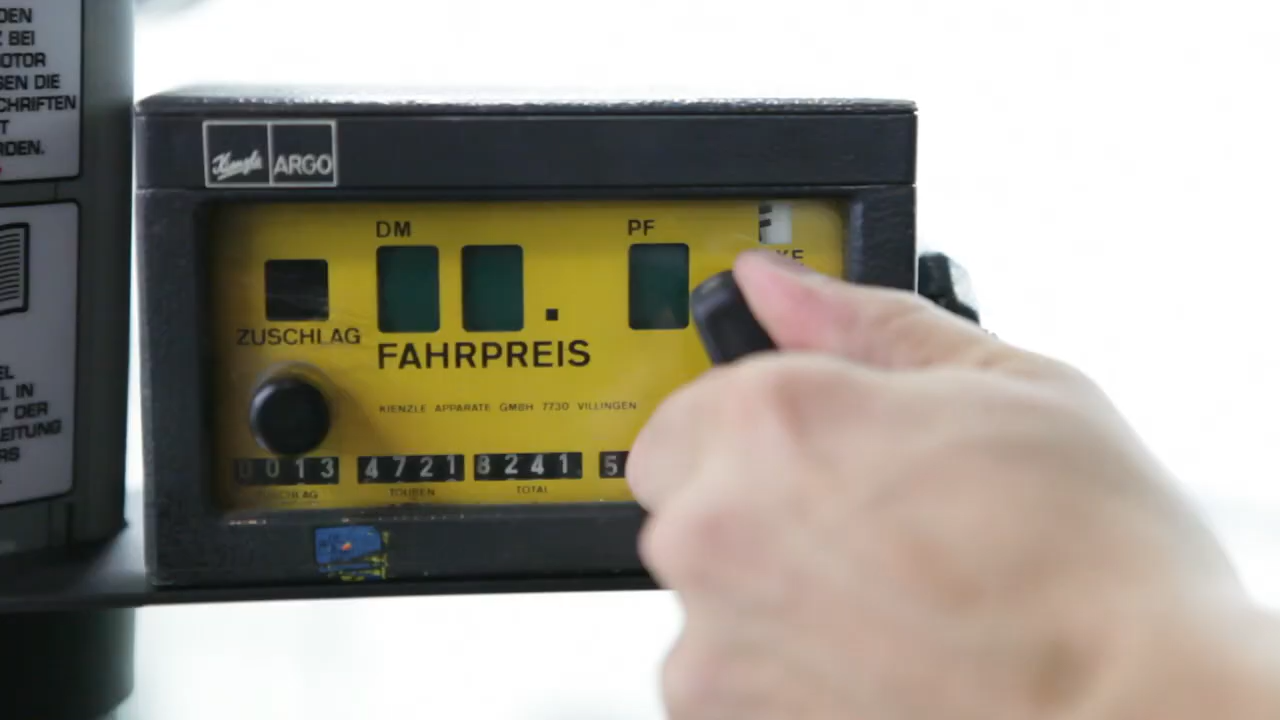 DEN
BEI
OTOR
GEN DIE
CHRIFTEN
T
RDEN.
EL
L IN
" DER
EITUNG
RS
Kienzle ARGO
DM PF
ZUSCHLAG
FAHRPREIS
KIENZLE APPARATE GMBH 7730 VILLINGEN
0013 4721 8241 5
ZUSCHLAG TOUREN TOTAL